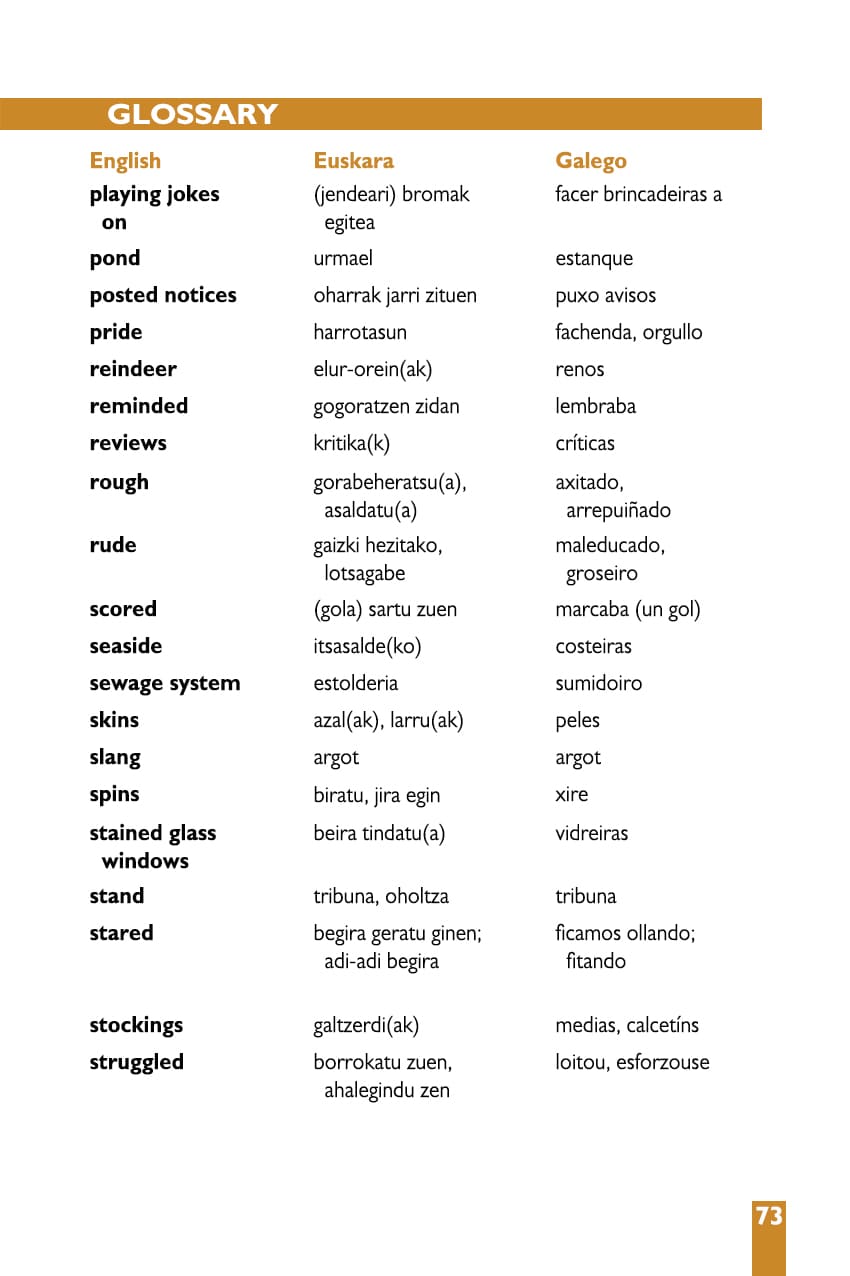 GLOSSARY
English Euskara Galego
playing jokes (jendeari) bromak facer brincadeiras a
on egitea
pond urmael estanque
posted notices oharrak jarri zituen puxo avisos
pride harrotasun fachenda, orgullo
reindeer elur-orein(ak) renos
reminded gogoratzen zidan lembraba
reviews kritika(k) críticas
rough gorabeheratsu(a), axitado,
asaldatu(a) arrepuiñado
rude gaizki hezitako, maleducado,
lotsagabe groseiro
scored (gola) sartu zuen marcaba (un gol)
seaside itsasalde(ko) costeiras
sewage system estolderia sumidoiro
skins azal(ak), larru(ak) peles
slang argot argot
spins biratu, jira egin xire
stained glass beira tindatu(a) vidreiras
windows
stand tribuna, oholtza tribuna
stared begira geratu ginen; ficamos ollando;
adi-adi begira fitando
stockings galtzerdi(ak) medias, calcetíns
struggled borrokatu zuen, loitou, esforzouse
ahalegindu zen
73